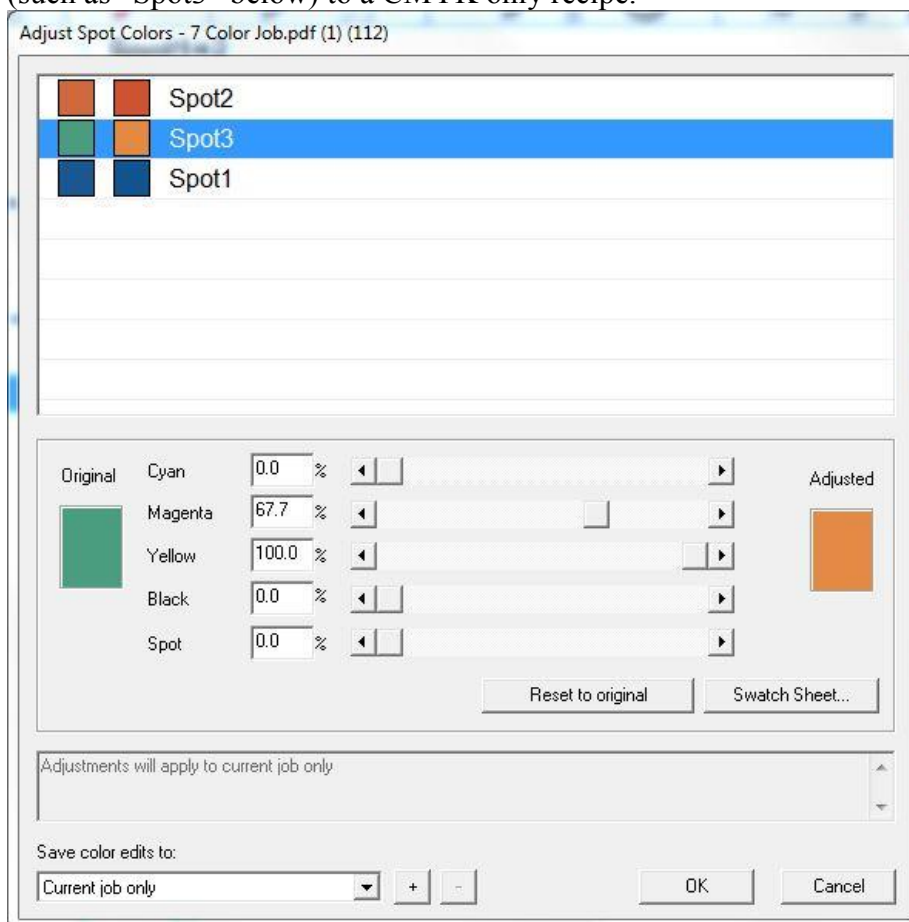 (such as "Spot3" below) to a CMYK only recipe.
Adjust Spot Colors - 7 Color Job.pdf (1) (112)
Spot2
Spot3
Spot1
Original
Adjusted
Cyan 0.0 %
Magenta 67.7 %
Yellow 100.0 %
Black 0.0 %
Spot 0.0 %
Reset to original
Swatch Sheet...
Adjustments will apply to current job only
Save color edits to:
Current job only + - OK Cancel